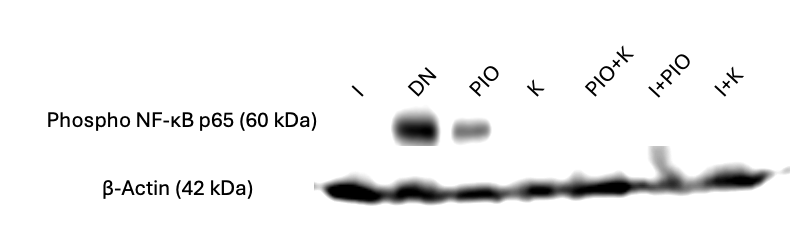 I DN PIO K PIO+K I+PIO I+K
Phospho NF-κB p65 (60 kDa)
β-Actin (42 kDa)